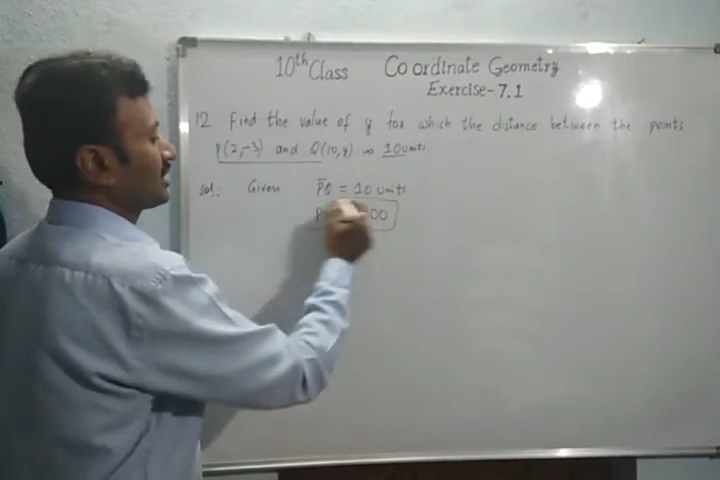 10th Class Coordinate Geometry
Exercise-7.1
12 Find the value of y for which the distance between the points
P(2,-3) and Q(10,y) is 10units
Sol: Given PQ = 10 units
P 00